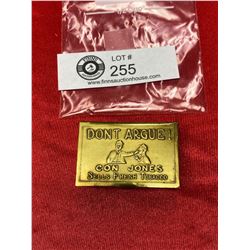 LOT #
255
www.finnsauctionhouse.com
DONT ARGUE!
CON JONES
SELLS FRESH TOBACCO